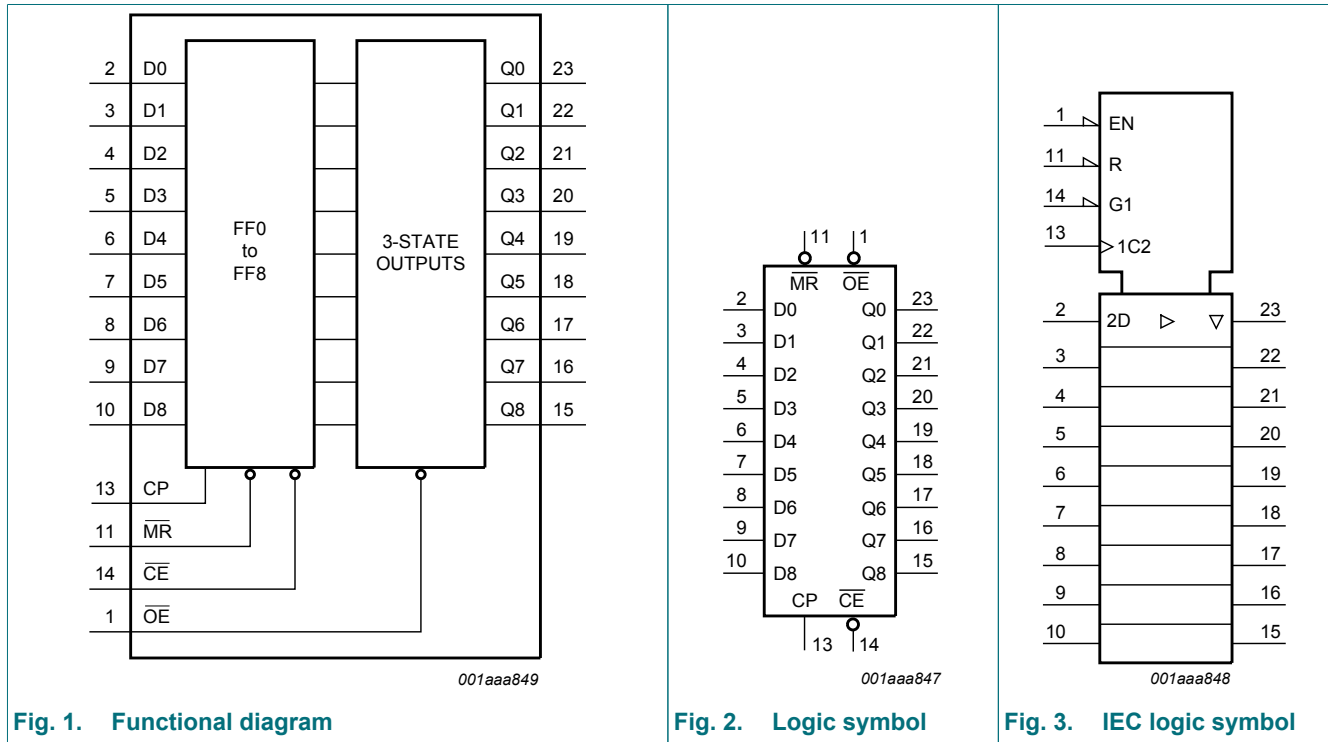 2 D0 Q0 23
3 D1 Q1 22
4 D2 Q2 21
5 D3 Q3 20
6 D4 Q4 19
7 D5 Q5 18
8 D6 Q6 17
9 D7 Q7 16
10 D8 Q8 15
FF0
to
FF8
3-STATE
OUTPUTS
13 CP
11 MR
14 CE
1 OE
001aaa849
Fig. 1. Functional diagram
11 1
MR OE
2 D0 Q0 23
3 D1 Q1 22
4 D2 Q2 21
5 D3 Q3 20
6 D4 Q4 19
7 D5 Q5 18
8 D6 Q6 17
9 D7 Q7 16
10 D8 Q8 15
CP CE
13 14
001aaa847
Fig. 2. Logic symbol
1 EN
11 R
14 G1
13 1C2
2 2D 23
3 22
4 21
5 20
6 19
7 18
8 17
9 16
10 15
001aaa848
Fig. 3. IEC logic symbol